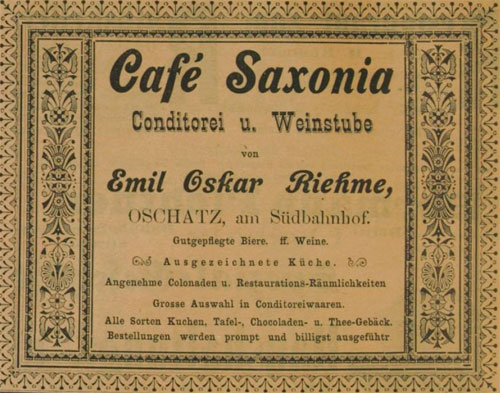 Café Saxonia
Conditorei u. Weinstube
von
Emil Oskar Riehme,
OSCHATZ, am Südbahnhof.
Gutgepflegte Biere. ff. Weine.
Ausgezeichnete Küche.
Angenehme Colonaden u. Restaurations-Räumlichkeiten
Grosse Auswahl in Conditoreiwaaren.
Alle Sorten Kuchen, Tafel-, Chocoladen- u. Thee-Gebäck.
Bestellungen werden prompt und billigst ausgeführt